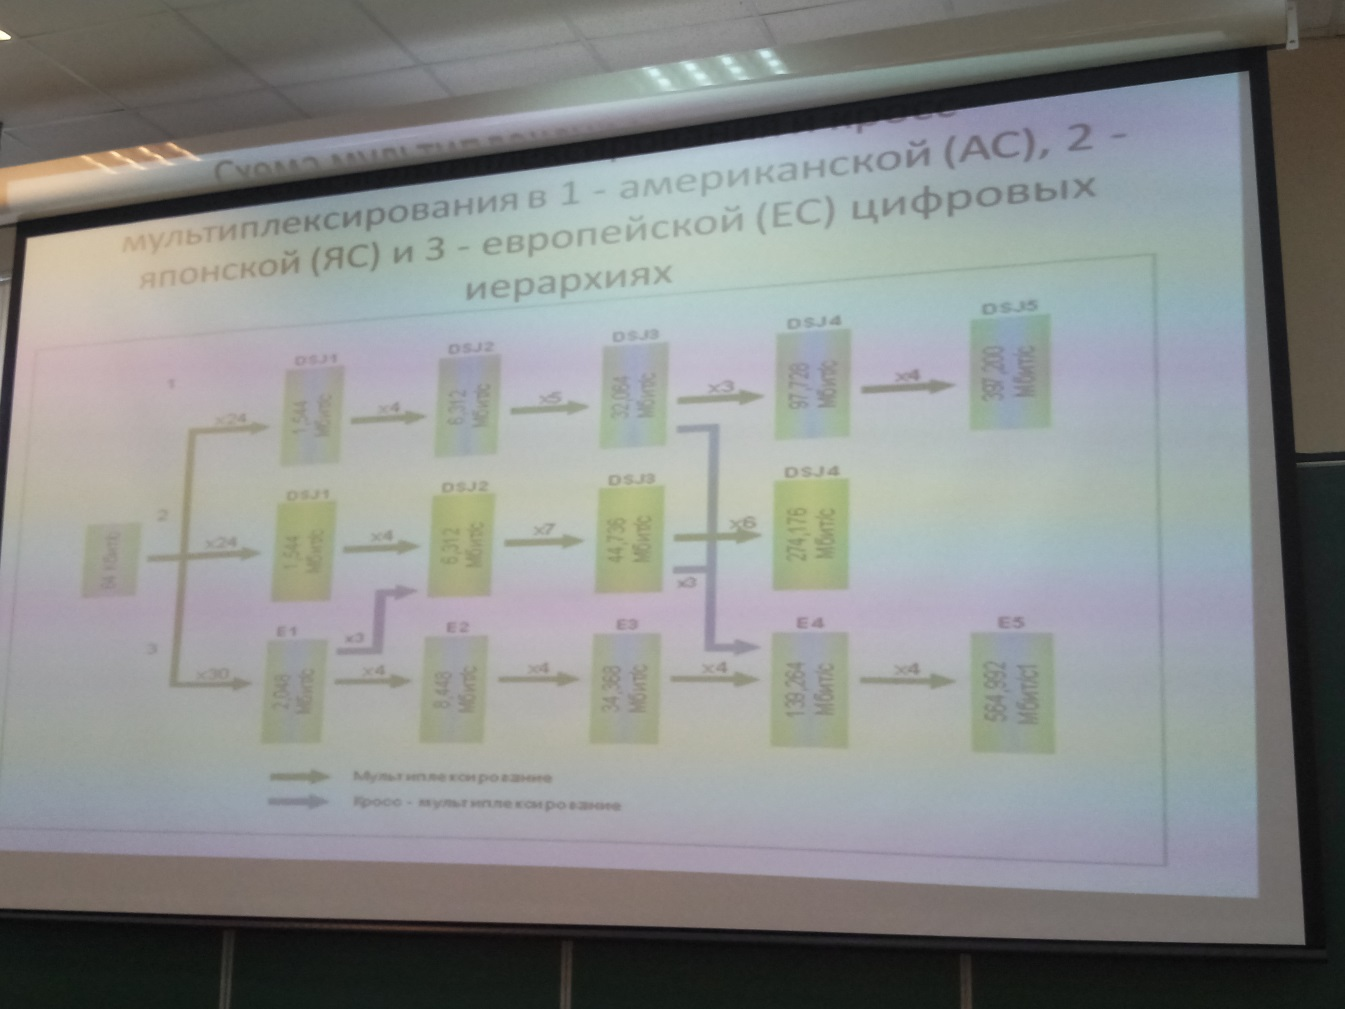 Схема мультиплексирования и кросс -
мультиплексирования в 1 - американской (АС), 2 -
японской (ЯС) и 3 - европейской (ЕС) цифровых
иерархиях
1
DSJ1
DSJ2
DSJ3
DSJ4
DSJ5
x24
1,544 Мбит/с
x4
6,312 Мбит/с
x5
32,064 Мбит/с
x3
97,728 Мбит/с
x4
397,200 Мбит/с
2
DSJ1
DSJ2
DSJ3
DSJ4
64 Кбит/с
x24
1,544 Мбит/с
x4
6,312 Мбит/с
x7
44,736 Мбит/с
x6
274,176 Мбит/с
x3
3
E1
x3
E2
E3
E4
E5
x30
2,048 Мбит/с
x4
8,448 Мбит/с
x4
34,368 Мбит/с
x4
139,264 Мбит/с
x4
564,992 Мбит/с1
Мультиплексирование
Кросс - мультиплексирование